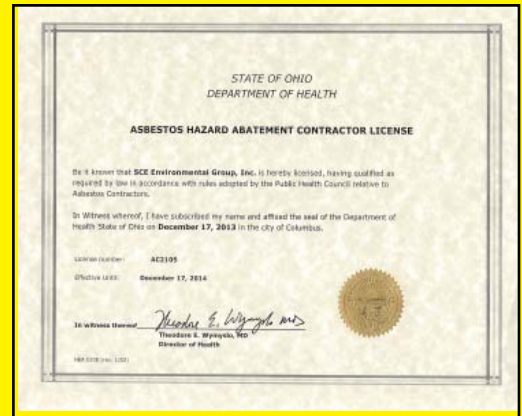 STATE OF OHIO
DEPARTMENT OF HEALTH
ASBESTOS HAZARD ABATEMENT CONTRACTOR LICENSE
Be it known that SCE Environmental Group, Inc. is hereby licensed, having qualified as
required by law in accordance with rules adopted by the Public Health Council relative to
Asbestos Contractors.
In Witness whereof, I have subscribed my name and affixed the seal of the Department of
Health State of Ohio on December 17, 2013 in the city of Columbus.
License number: AC2105
Effective until: December 17, 2014
In witness thereof Theodore E. Wymyslo MD
Theodore E. Wymyslo, MD
Director of Health